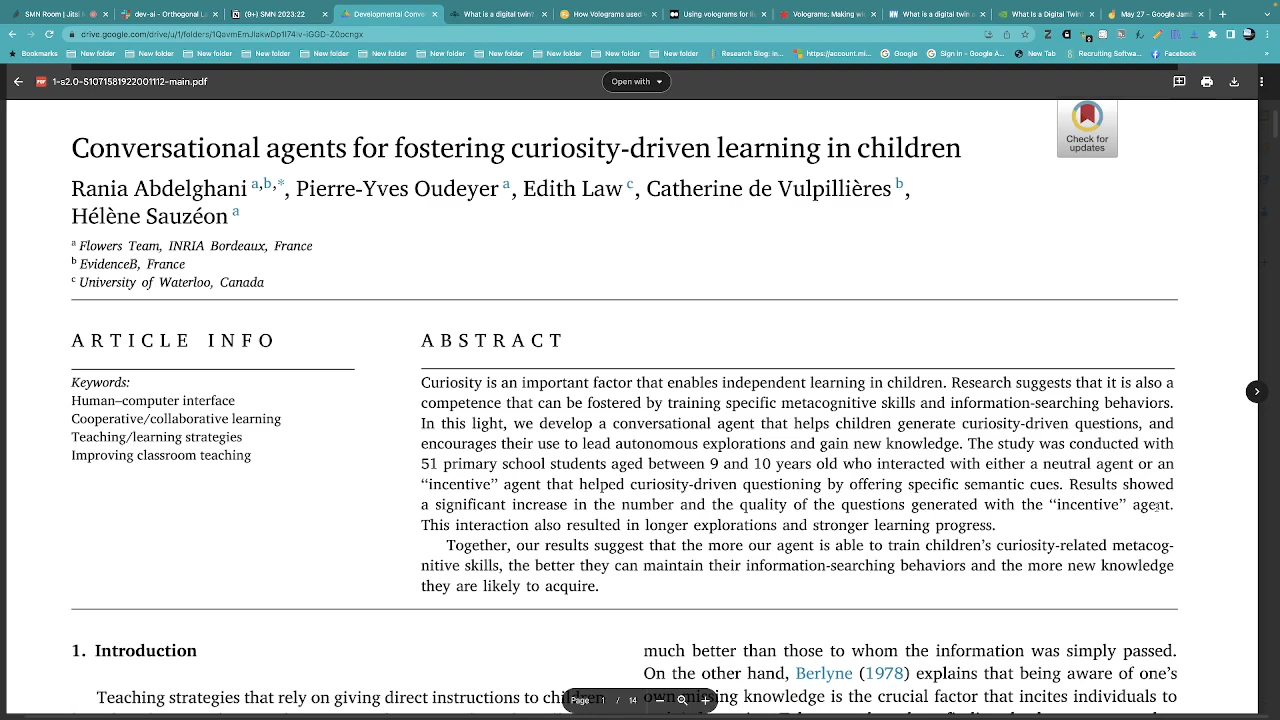 SMN Room | Jitsi
dev-ai - Orthogonal Li
(9+) SMN 2023:22
Developmental Conve
What is a digital twin?
How Volograms used
Using volograms for t
Volograms: Making vi
What is a digital twin
What Is a Digital Twin
May 27 - Google Jam
Bookmarks New folder New folder New folder New folder New folder New folder New folder New folder New folder New folder Research Blog: In... https://account.mi... Google Sign in - Google A... New Tab Recruiting Softwa... Facebook
1-s2.0-S1071581922001112-main.pdf
Open with
Check for
updates
Conversational agents for fostering curiosity-driven learning in children
Rania Abdelghani a,b,*, Pierre-Yves Oudeyer a, Edith Law c, Catherine de Vulpillières b,
Hélène Sauzéon a
a Flowers Team, INRIA Bordeaux, France
b EvidenceB, France
c University of Waterloo, Canada
ARTICLE INFO
Keywords:
Human–computer interface
Cooperative/collaborative learning
Teaching/learning strategies
Improving classroom teaching
ABSTRACT
Curiosity is an important factor that enables independent learning in children. Research suggests that it is also a
competence that can be fostered by training specific metacognitive skills and information-searching behaviors.
In this light, we develop a conversational agent that helps children generate curiosity-driven questions, and
encourages their use to lead autonomous explorations and gain new knowledge. The study was conducted with
51 primary school students aged between 9 and 10 years old who interacted with either a neutral agent or an
“incentive” agent that helped curiosity-driven questioning by offering specific semantic cues. Results showed
a significant increase in the number and the quality of the questions generated with the “incentive” agent.
This interaction also resulted in longer explorations and stronger learning progress.
Together, our results suggest that the more our agent is able to train children’s curiosity-related metacog-
nitive skills, the better they can maintain their information-searching behaviors and the more new knowledge
they are likely to acquire.
1. Introduction
Teaching strategies that rely on giving direct instructions to children
much better than those to whom the information was simply passed.
On the other hand, Berlyne (1978) explains that being aware of one’s
own missing knowledge is the crucial factor that incites individuals to
Page 1 / 14